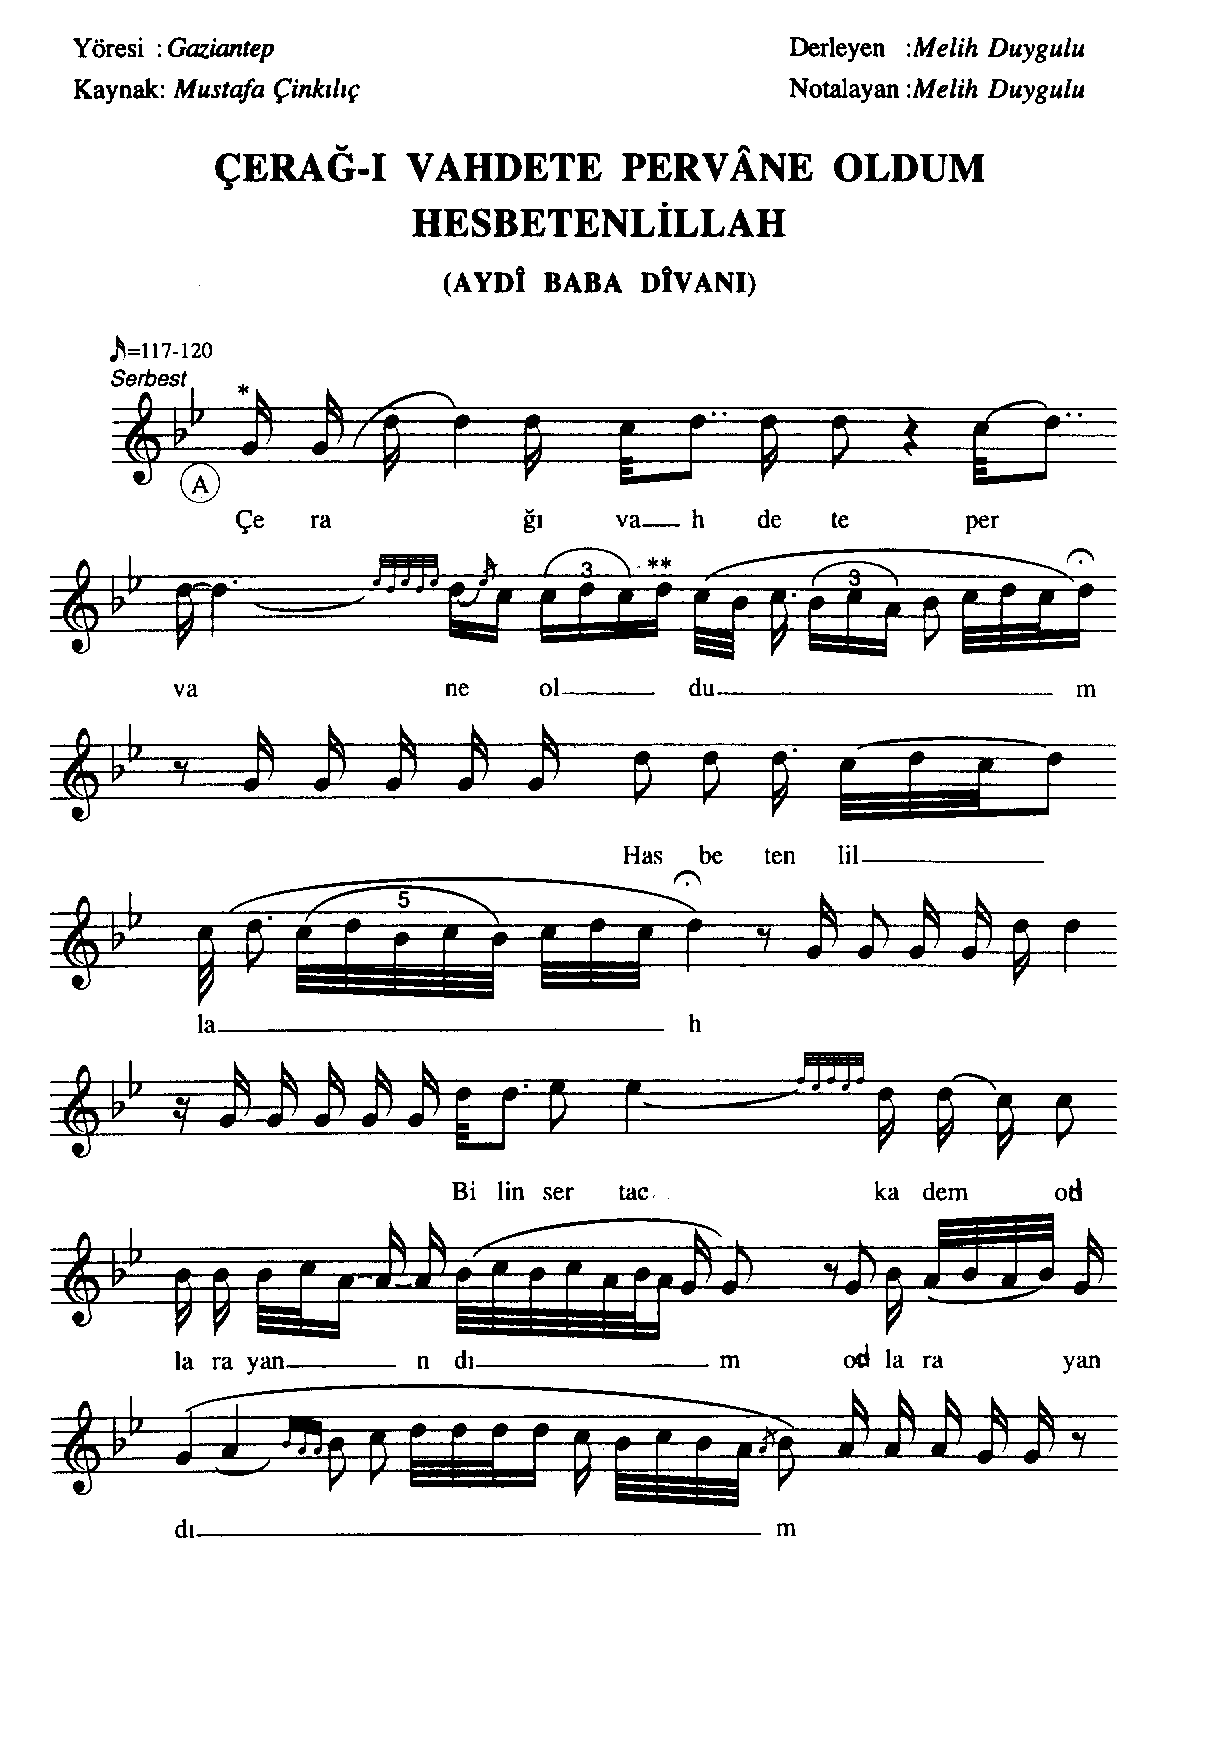 Yöresi : Gaziantep Derleyen :Melih Duygulu
Kaynak: Mustafa Çinkılıç Notalayan :Melih Duygulu
ÇERAĞ-I VAHDETE PERVÂNE OLDUM
HESBETENLİLLAH
(AYDÎ BABA DÎVANI)
=117-120
Serbest
*
A
Çe ra ğı va h de te per
3 ** 3
va ne ol du m
Has be ten lil
5
la h
Bi lin ser tac ka dem od
la ra yan n dı m od la ra yan
dı m